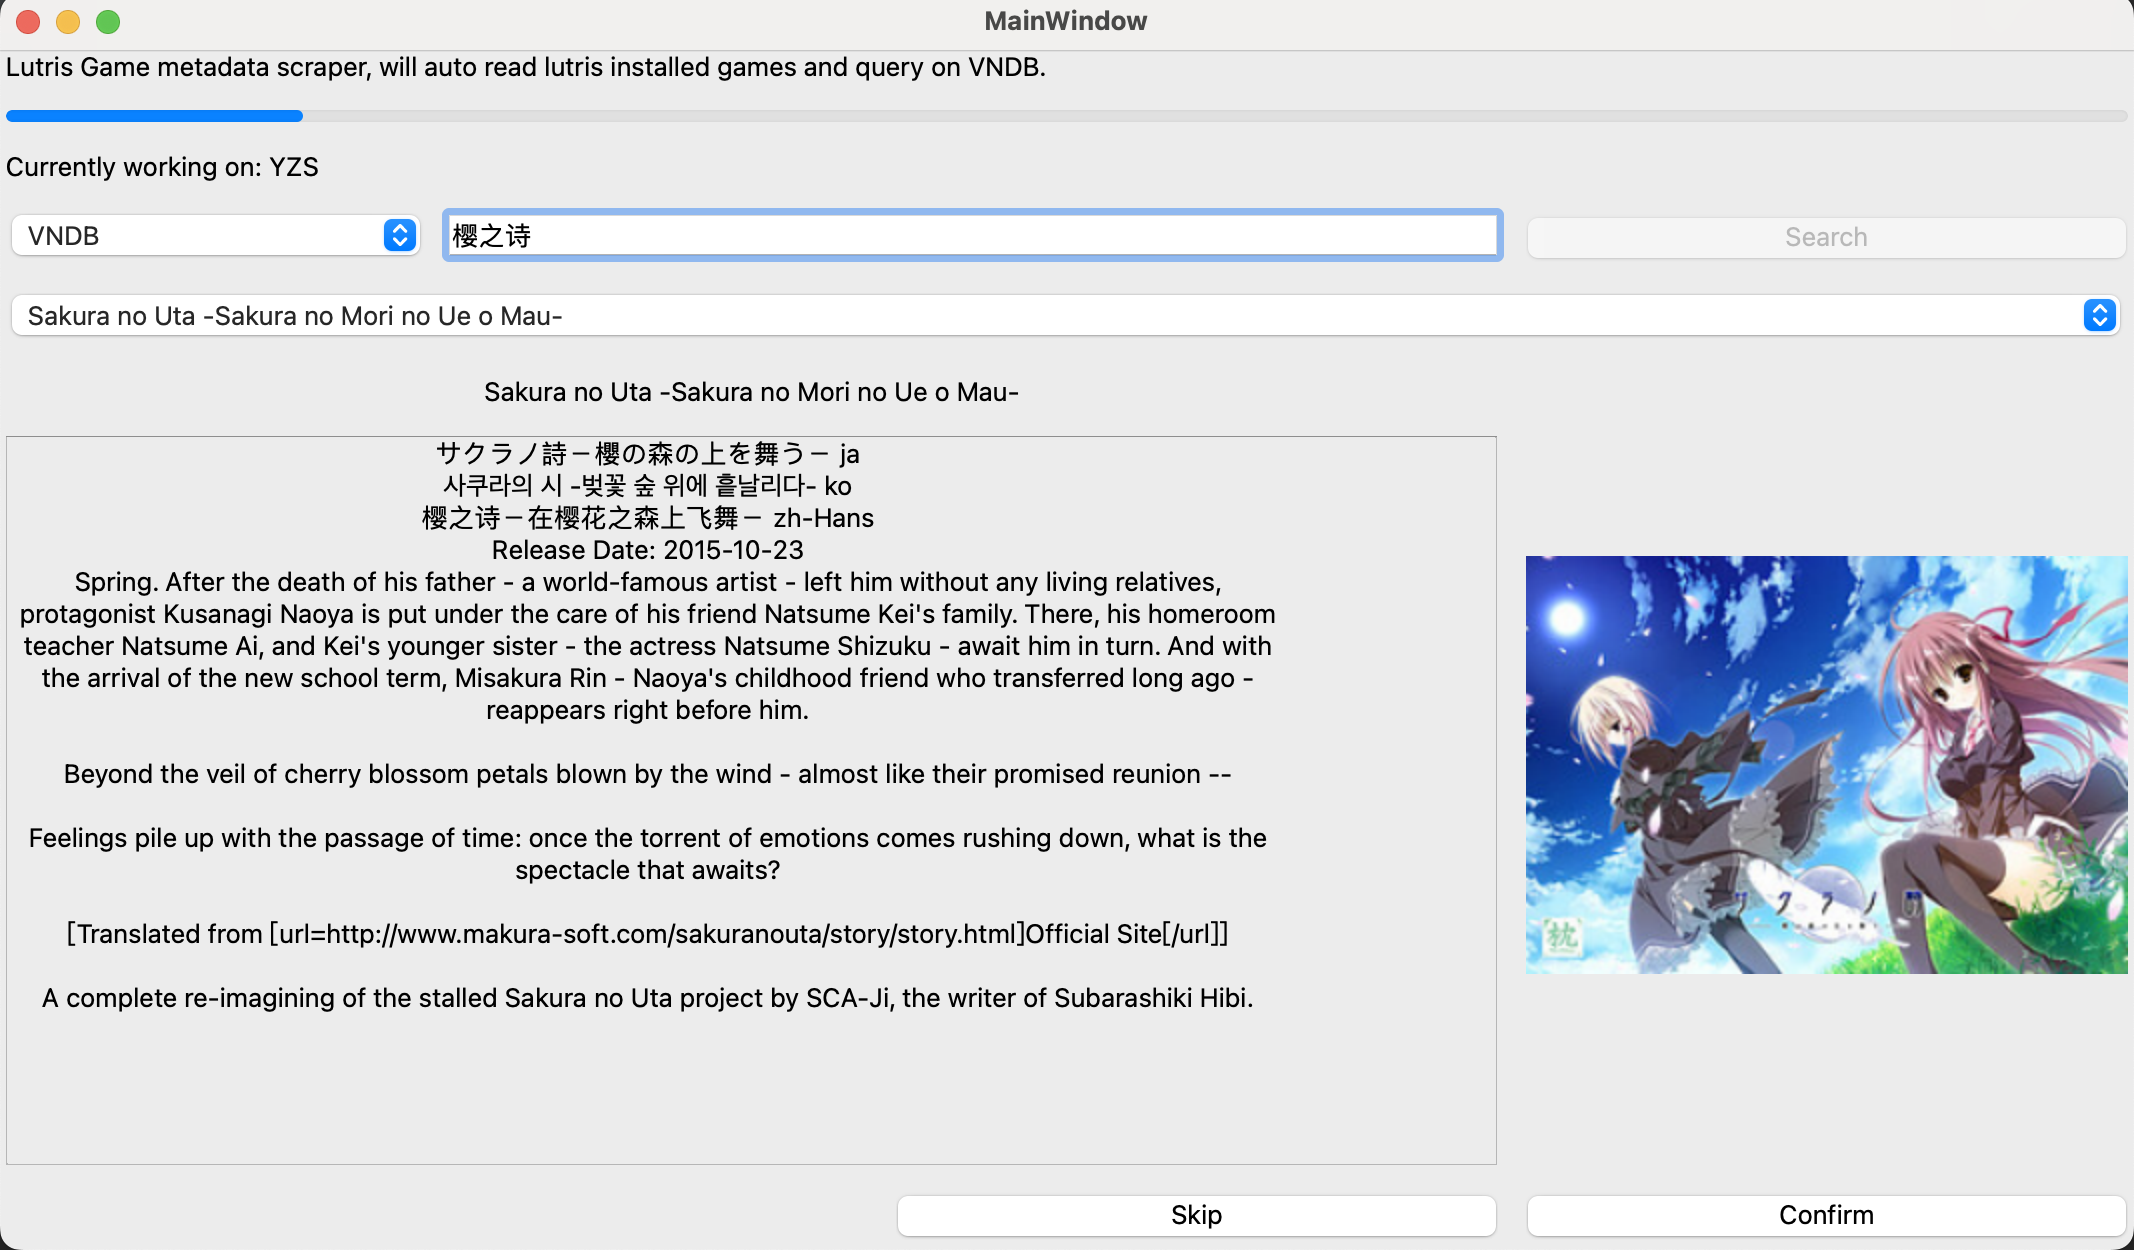 MainWindow
Lutris Game metadata scraper, will auto read lutris installed games and query on VNDB.
Currently working on: YZS
VNDB
樱之诗
Search
Sakura no Uta -Sakura no Mori no Ue o Mau-
Sakura no Uta -Sakura no Mori no Ue o Mau-
サクラノ詩－櫻の森の上を舞う－ ja
사쿠라의 시 -벚꽃 숲 위에 흩날리다- ko
樱之诗－在樱花之森上飞舞－ zh-Hans
Release Date: 2015-10-23
Spring. After the death of his father - a world-famous artist - left him without any living relatives,
protagonist Kusanagi Naoya is put under the care of his friend Natsume Kei's family. There, his homeroom
teacher Natsume Ai, and Kei's younger sister - the actress Natsume Shizuku - await him in turn. And with
the arrival of the new school term, Misakura Rin - Naoya's childhood friend who transferred long ago -
reappears right before him.
Beyond the veil of cherry blossom petals blown by the wind - almost like their promised reunion --
Feelings pile up with the passage of time: once the torrent of emotions comes rushing down, what is the
spectacle that awaits?
[Translated from [url=http://www.makura-soft.com/sakuranouta/story/story.html]Official Site[/url]]
A complete re-imagining of the stalled Sakura no Uta project by SCA-Ji, the writer of Subarashiki Hibi.
サクラノ
枕
Skip
Confirm